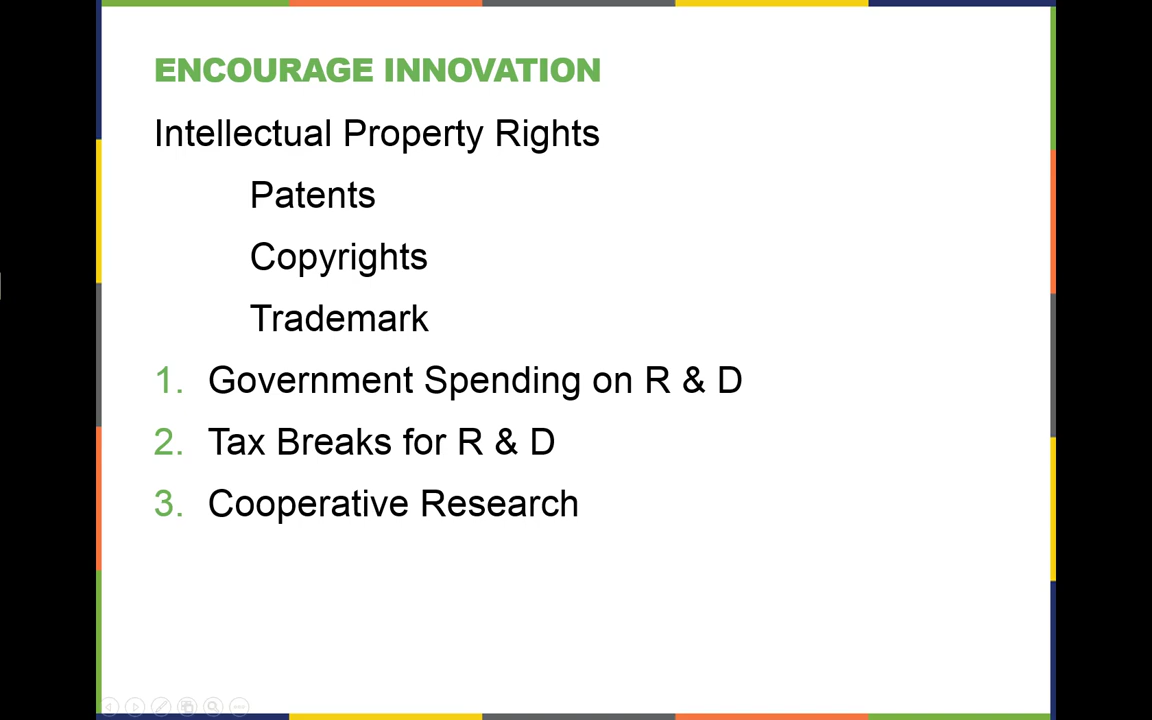 ENCOURAGE INNOVATION
Intellectual Property Rights
Patents
Copyrights
Trademark
1. Government Spending on R & D
2. Tax Breaks for R & D
3. Cooperative Research